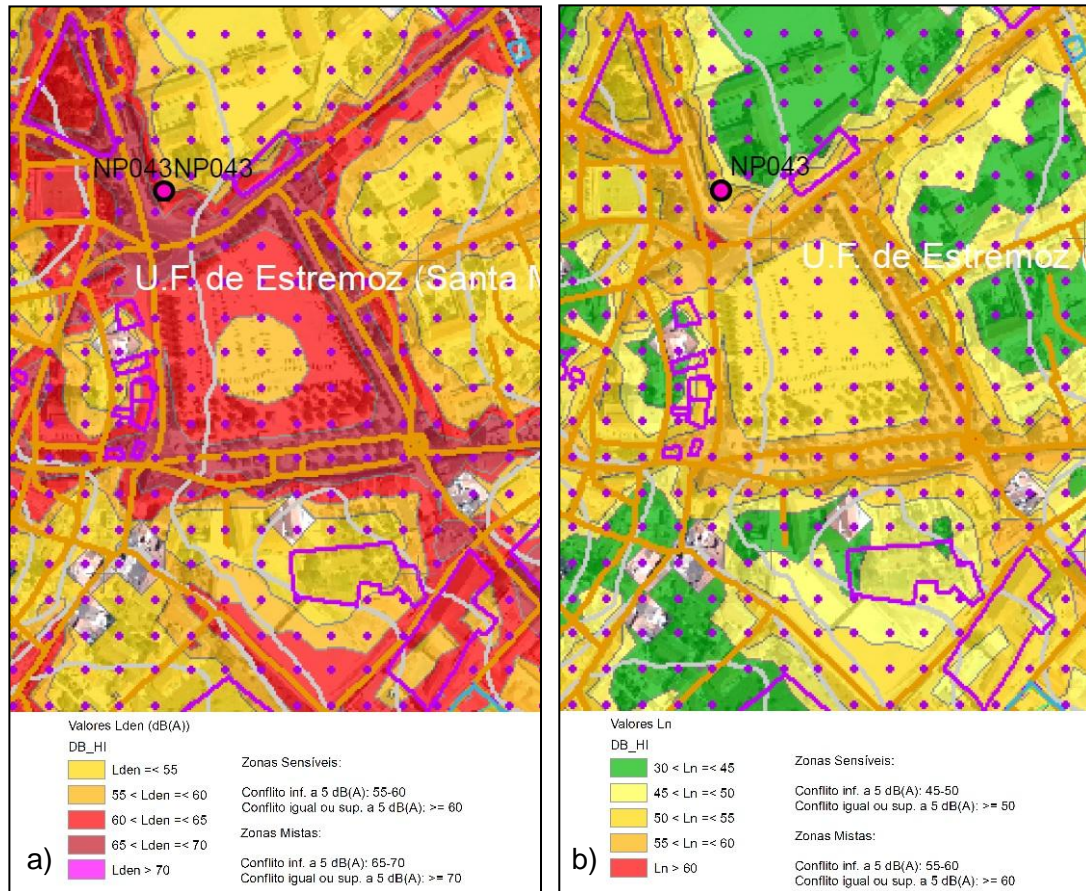 NP043NP043
U.F. de Estremoz (Santa M
Valores Lden (dB(A))
DB_HI
Lden =< 55
55 < Lden =< 60
60 < Lden =< 65
65 < Lden =< 70
Lden > 70
Zonas Sensíveis:
Conflito inf. a 5 dB(A): 55-60
Conflito igual ou sup. a 5 dB(A): >= 60
Zonas Mistas:
Conflito inf. a 5 dB(A): 65-70
Conflito igual ou sup. a 5 dB(A): >= 70
a)
NP043
U.F. de Estremoz (
Valores Ln
DB_HI
30 < Ln =< 45
45 < Ln =< 50
50 < Ln =< 55
55 < Ln =< 60
Ln > 60
Zonas Sensíveis:
Conflito inf. a 5 dB(A): 45-50
Conflito igual ou sup. a 5 dB(A): >= 50
Zonas Mistas:
Conflito inf. a 5 dB(A): 55-60
Conflito igual ou sup. a 5 dB(A): >= 60
b)